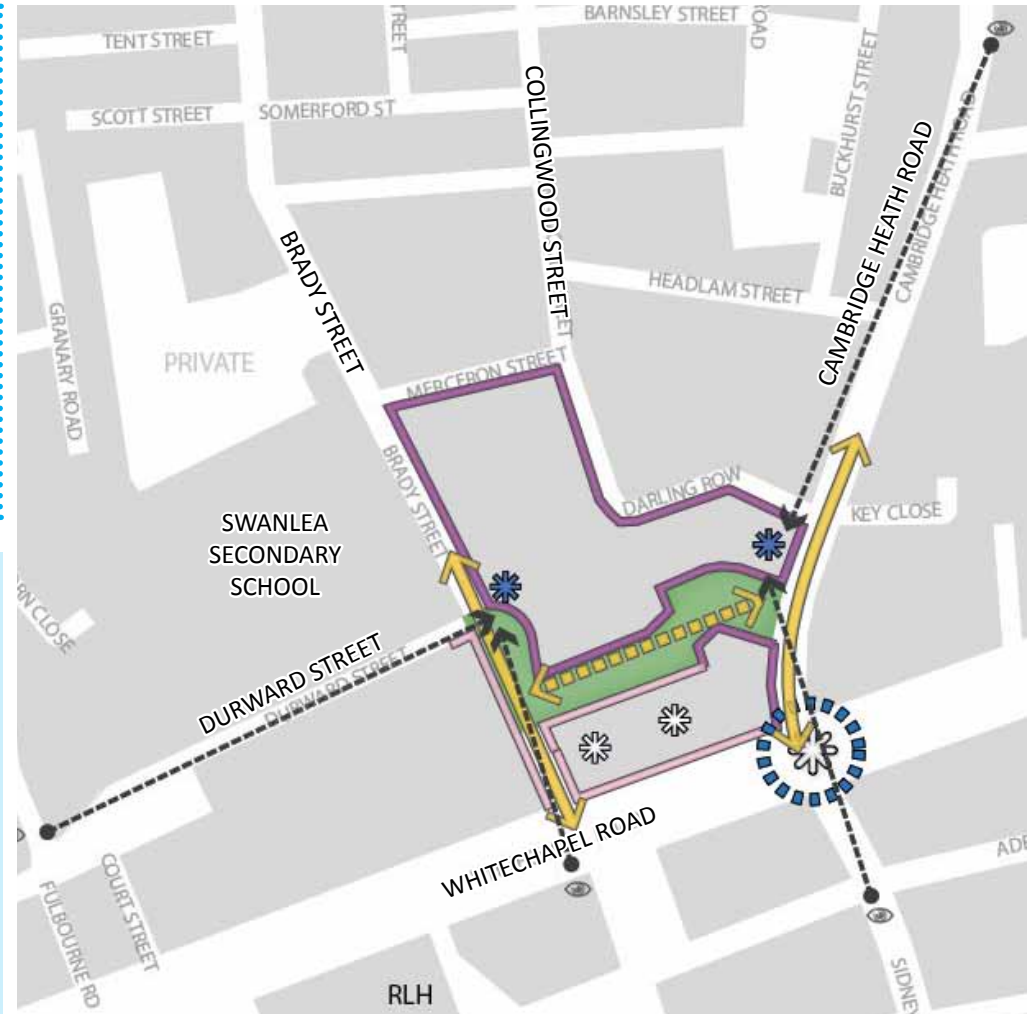 BARNSLEY STREET
TENT STREET
STREET
ROAD
SCOTT STREET
SOMERFORD ST
COLLINGWOOD STREET
BUCKHURST STREET
CAMBRIDGE HEATH ROAD
CAMBRIDGE HEATH ROAD
BRADY STREET
HEADLAM STREET
GRANARY ROAD
PRIVATE
MERCERON STREET
BRADY STREET
DARLING ROW
KEY CLOSE
SWANLEA
SECONDARY
SCHOOL
DURWARD STREET
DURWARD STREET
WHITECHAPEL ROAD
COURT STREET
FULBOURNE RD
RLH
SIDNEY